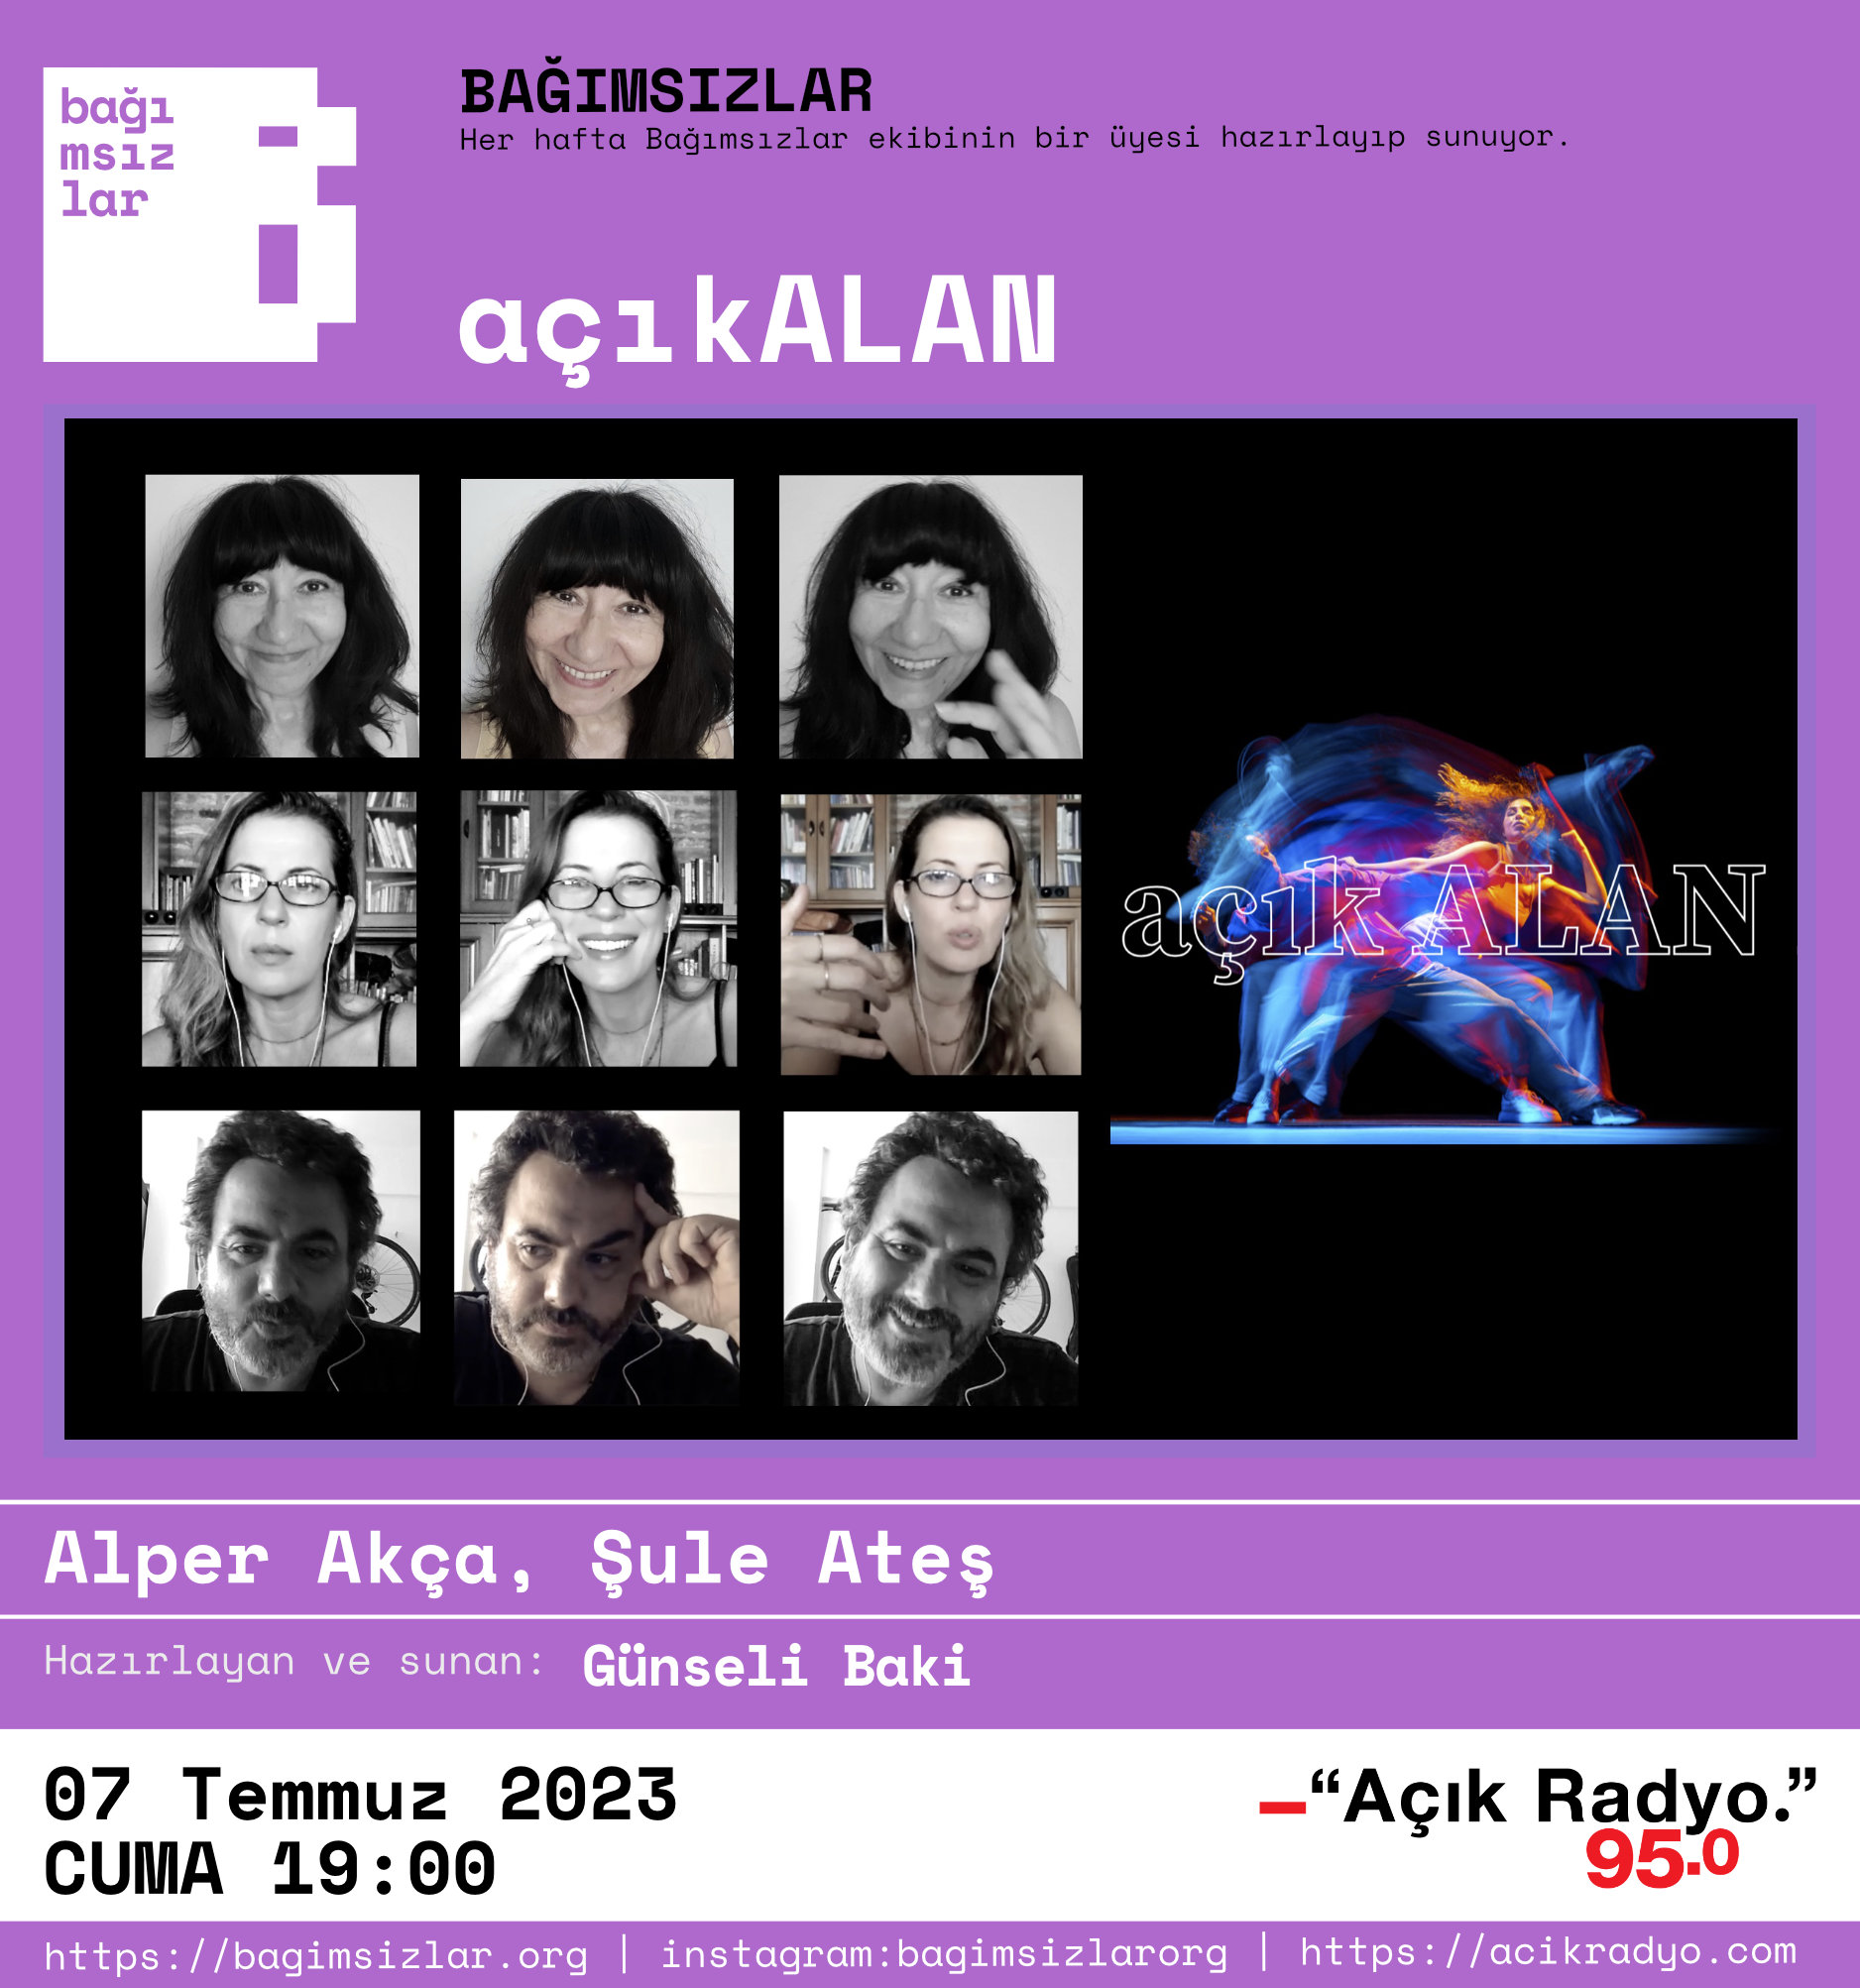 bağı
msız
lar
BAĞIMSIZLAR
Her hafta Bağımsızlar ekibinin bir üyesi hazırlayıp sunuyor.
açıkALAN
açık ALAN
Alper Akça, Şule Ateş
Hazırlayan ve sunan: Günseli Baki
07 Temmuz 2023
CUMA 19:00
–“Açık Radyo.”
95.0
https://bagimsizlar.org | instagram:bagimsizlarorg | https://acikradyo.com